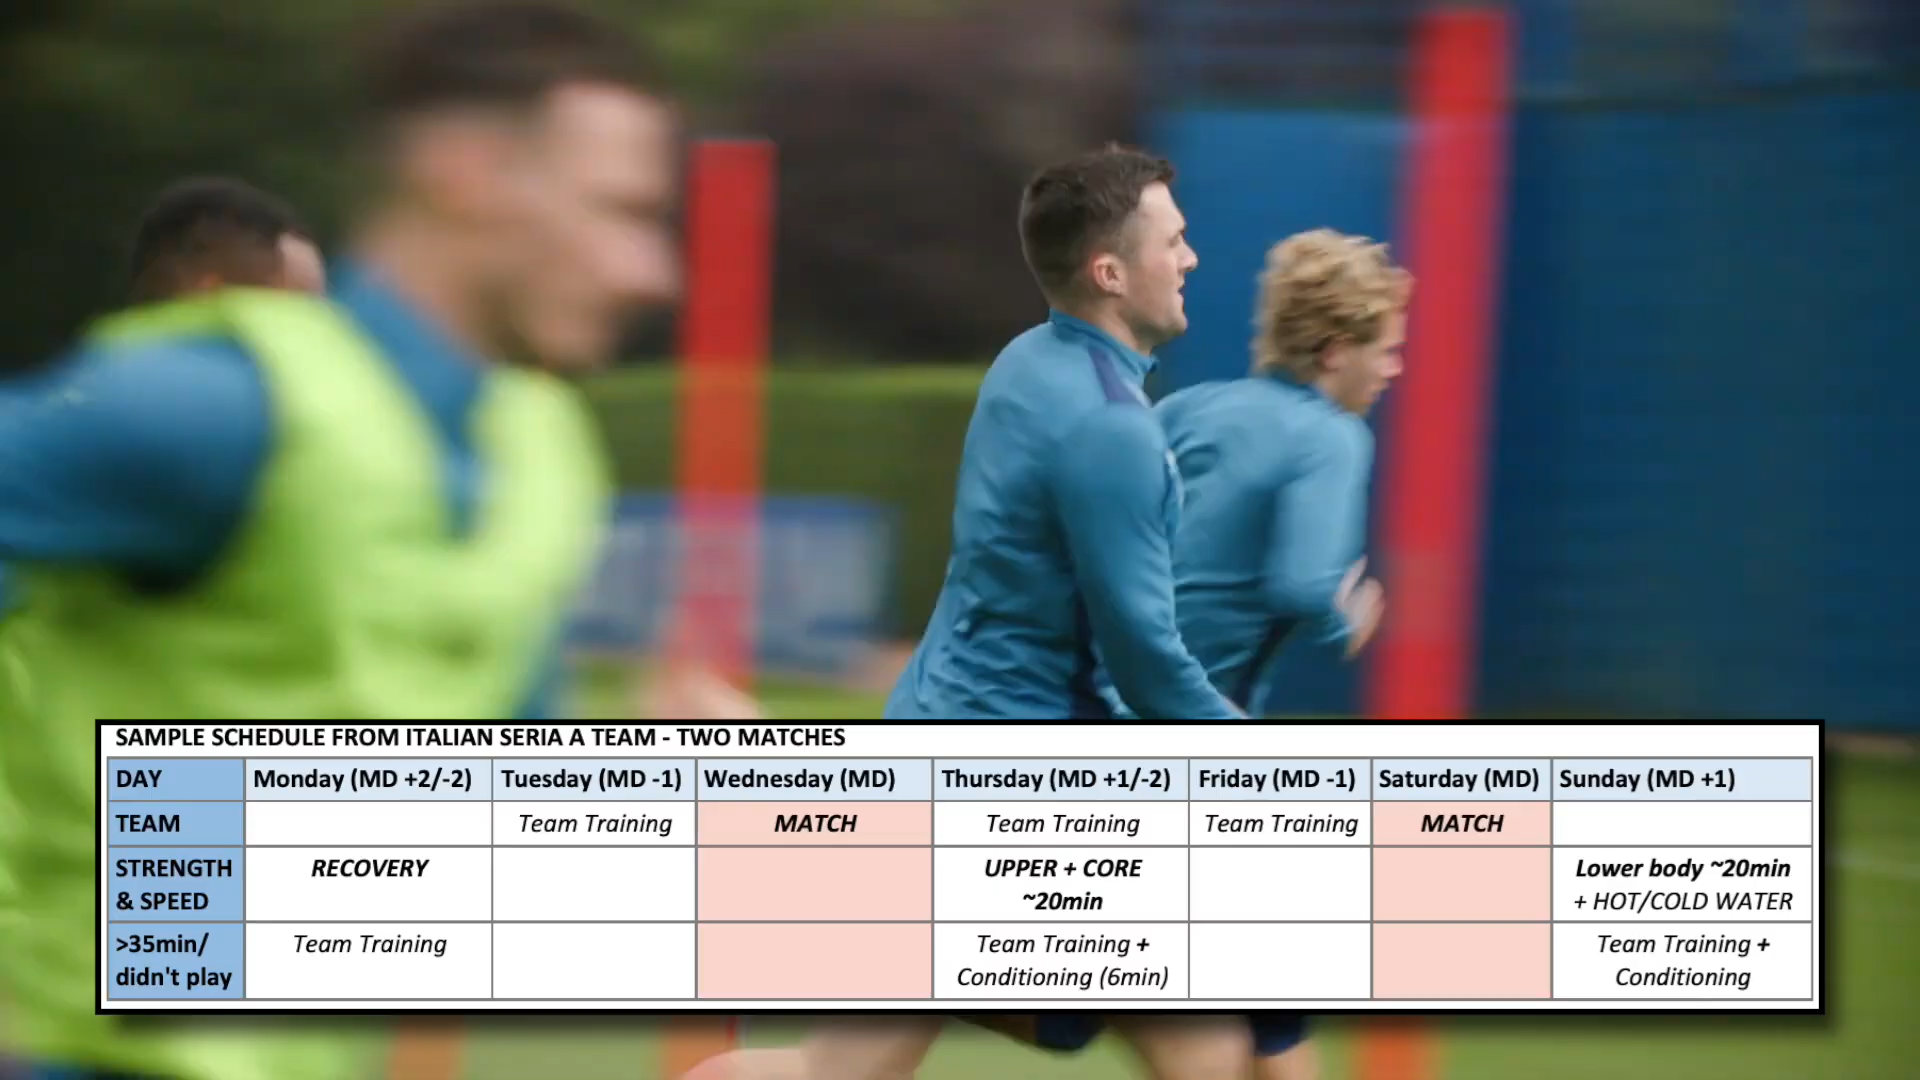 SAMPLE SCHEDULE FROM ITALIAN SERIA A TEAM - TWO MATCHES
DAY Monday (MD +2/-2) Tuesday (MD -1) Wednesday (MD) Thursday (MD +1/-2) Friday (MD -1) Saturday (MD) Sunday (MD +1)
TEAM Team Training MATCH Team Training Team Training MATCH
STRENGTH RECOVERY UPPER + CORE Lower body ~20min
& SPEED ~20min + HOT/COLD WATER
>35min/ Team Training Team Training + Team Training +
didn't play Conditioning (6min) Conditioning